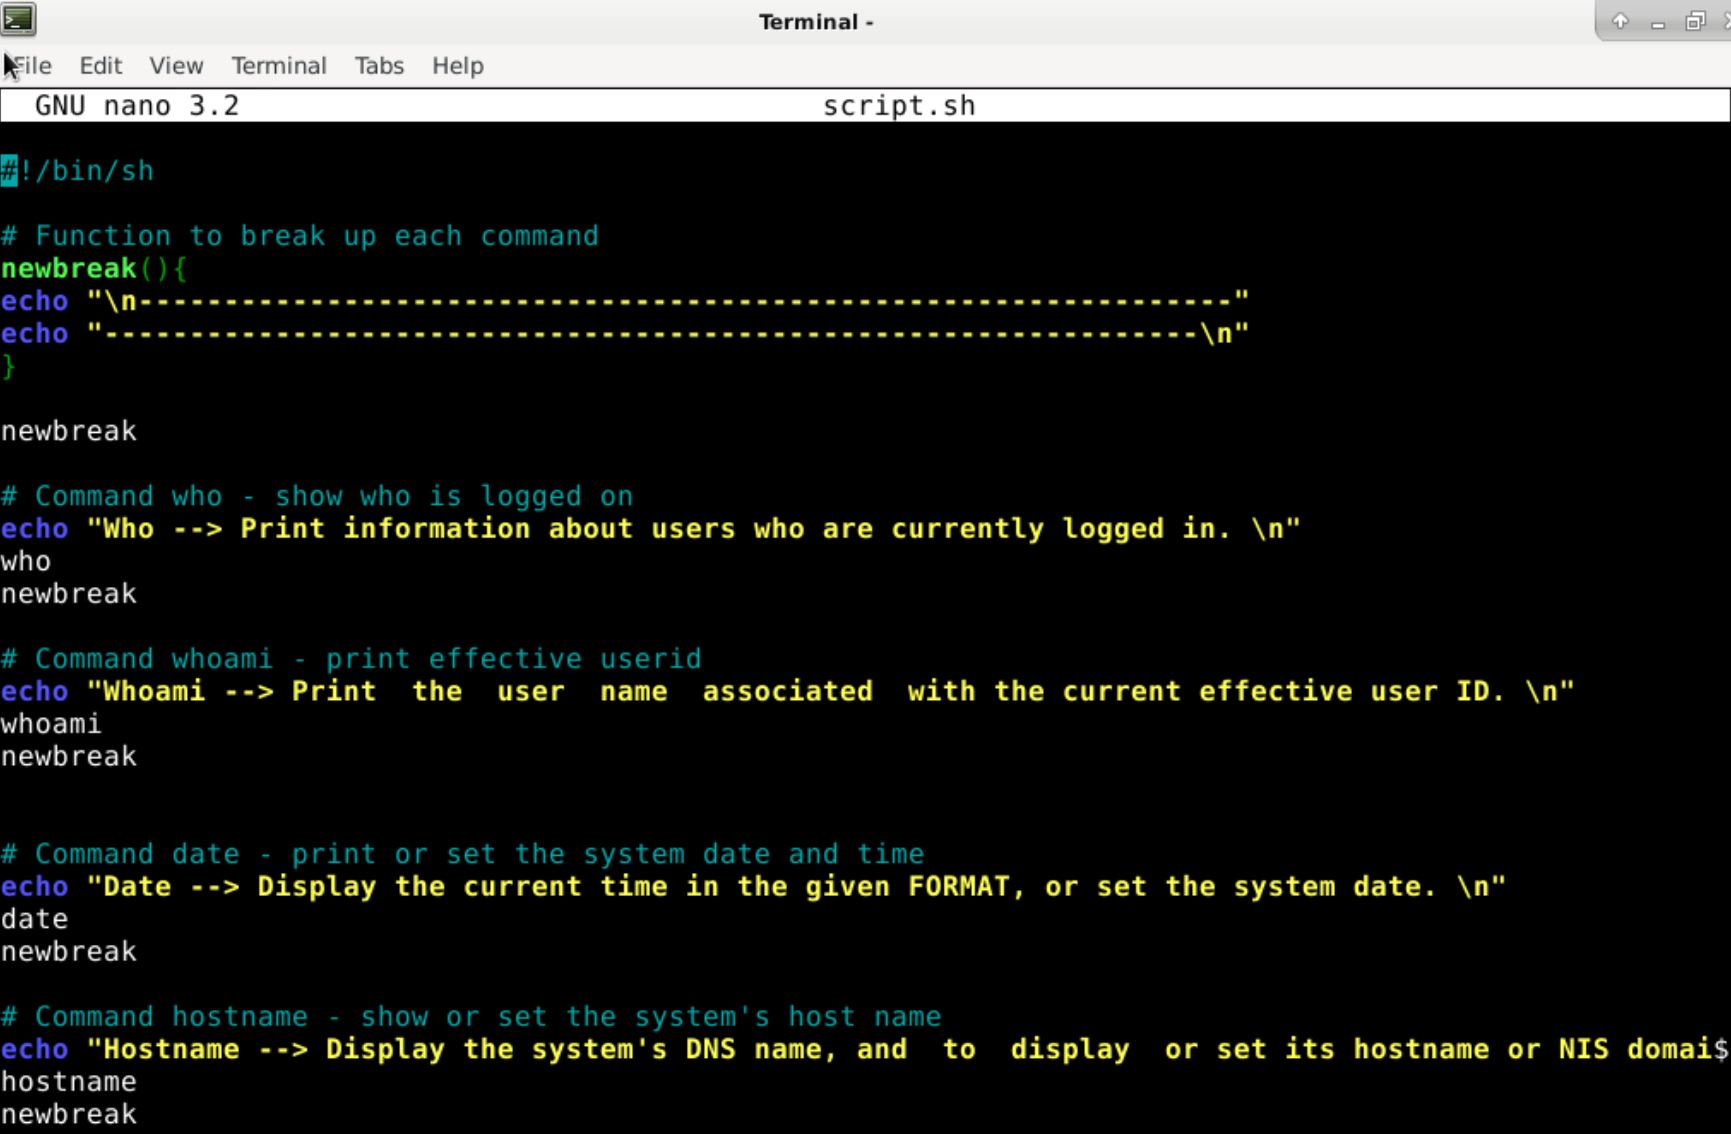 Terminal -
File Edit View Terminal Tabs Help
GNU nano 3.2 script.sh
#!/bin/sh
# Function to break up each command
newbreak(){
echo "\n----------------------------------------------------------------"
echo "----------------------------------------------------------------\n"
}
newbreak
# Command who - show who is logged on
echo "Who --> Print information about users who are currently logged in. \n"
who
newbreak
# Command whoami - print effective userid
echo "Whoami --> Print  the  user  name  associated  with the current effective user ID. \n"
whoami
newbreak
# Command date - print or set the system date and time
echo "Date --> Display the current time in the given FORMAT, or set the system date. \n"
date
newbreak
# Command hostname - show or set the system's host name
echo "Hostname --> Display the system's DNS name, and  to  display  or set its hostname or NIS domai$
hostname
newbreak